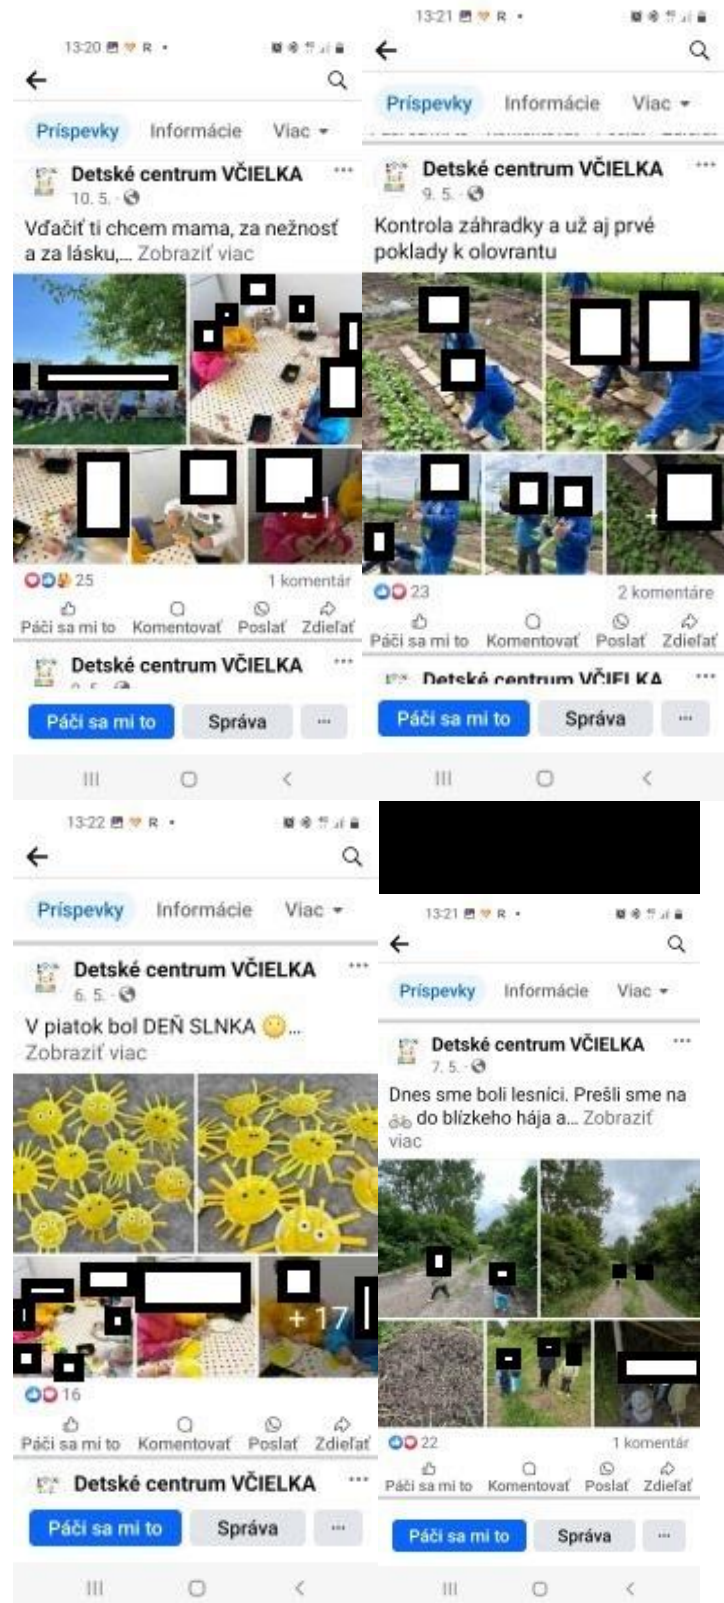 13:20 R
Príspevky Informácie Viac
Detské centrum VČIELKA
10. 5.
Vďačiť ti chcem mama, za nežnosť
a za lásku,... Zobraziť viac
25 1 komentár
Páči sa mi to Komentovať Poslať Zdieľať
Detské centrum VČIELKA
Páči sa mi to Správa
13:21 R
Príspevky Informácie Viac
Detské centrum VČIELKA
9. 5.
Kontrola záhradky a už aj prvé
poklady k olovrantu
23 2 komentáre
Páči sa mi to Komentovať Poslať Zdieľať
Detské centrum VČIELKA
Páči sa mi to Správa
13:22 R
Príspevky Informácie Viac
Detské centrum VČIELKA
6. 5.
V piatok bol DEŇ SLNKA 🌞...
Zobraziť viac
+ 17
16
Páči sa mi to Komentovať Poslať Zdieľať
Detské centrum VČIELKA
Páči sa mi to Správa
13:21 R
Príspevky Informácie Viac
Detské centrum VČIELKA
7. 5.
Dnes sme boli lesníci. Prešli sme na
🚲 do blízkeho hája a... Zobraziť
viac
22 1 komentár
Páči sa mi to Komentovať Poslať Zdieľať
Páči sa mi to Správa